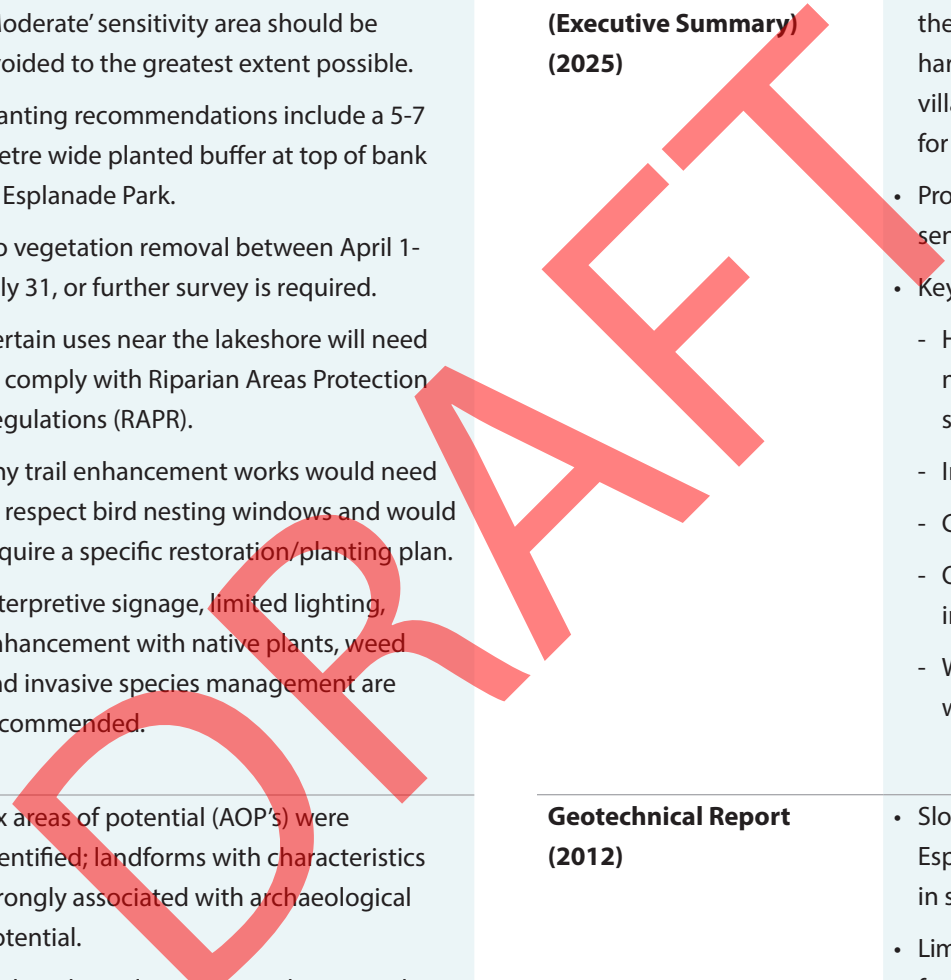 Moderate’ sensitivity area should be
avoided to the greatest extent possible.
anting recommendations include a 5-7
etre wide planted buffer at top of bank
Esplanade Park.
vegetation removal between April 1-
ly 31, or further survey is required.
ertain uses near the lakeshore will need
comply with Riparian Areas Protection
egulations (RAPR).
ny trail enhancement works would need
respect bird nesting windows and would
quire a specific restoration/planting plan.
terpretive signage, limited lighting,
nhancement with native plants, weed
nd invasive species management are
commended.
x areas of potential (AOP’s) were
entified; landforms with characteristics
rongly associated with archaeological
otential.
(Executive Summary)
(2025)
Geotechnical Report
(2012)
the
har
villa
for
• Pro
sen
• Key
- H
n
s
- I
- C
- C
i
- W
w
• Slo
Esp
in s
• Lim
DRAFT